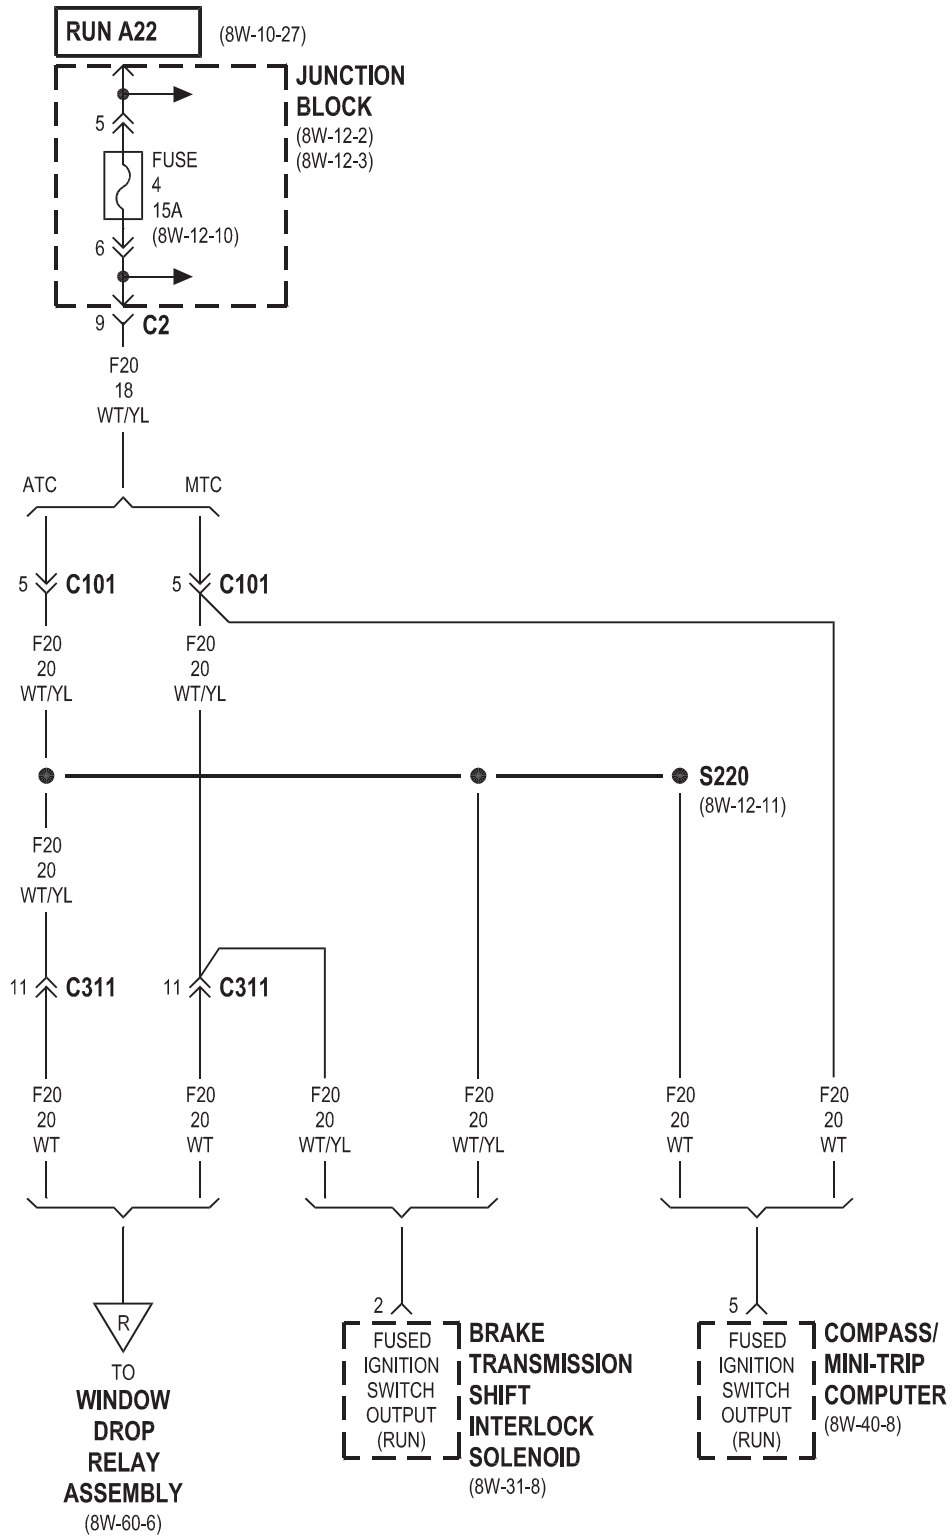 RUN A22
(8W-10-27)
JUNCTION
BLOCK
(8W-12-2)
(8W-12-3)
5
FUSE
4
15A
(8W-12-10)
6
9
C2
F20
18
WT/YL
ATC
MTC
5
C101
5
C101
F20
20
WT/YL
F20
20
WT/YL
S220
(8W-12-11)
F20
20
WT/YL
11
C311
11
C311
F20
20
WT
F20
20
WT
F20
20
WT/YL
F20
20
WT/YL
F20
20
WT
F20
20
WT
R
TO
WINDOW
DROP
RELAY
ASSEMBLY
(8W-60-6)
2
FUSED
IGNITION
SWITCH
OUTPUT
(RUN)
BRAKE
TRANSMISSION
SHIFT
INTERLOCK
SOLENOID
(8W-31-8)
5
FUSED
IGNITION
SWITCH
OUTPUT
(RUN)
COMPASS/
MINI-TRIP
COMPUTER
(8W-40-8)